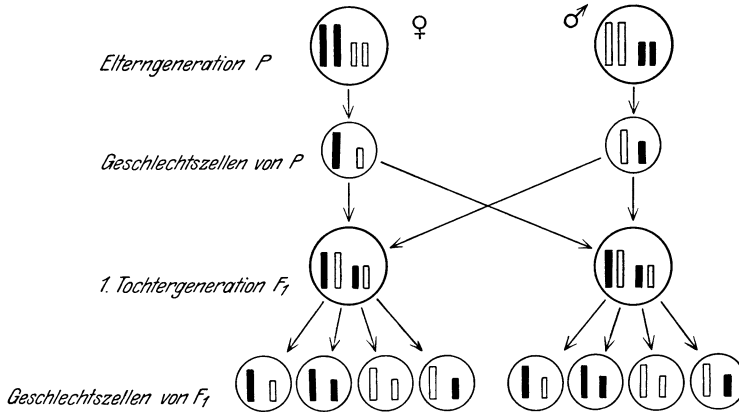 ♀ ♂
Elterngeneration P
Geschlechtszellen von P
1. Tochtergeneration F₁
Geschlechtszellen von F₁